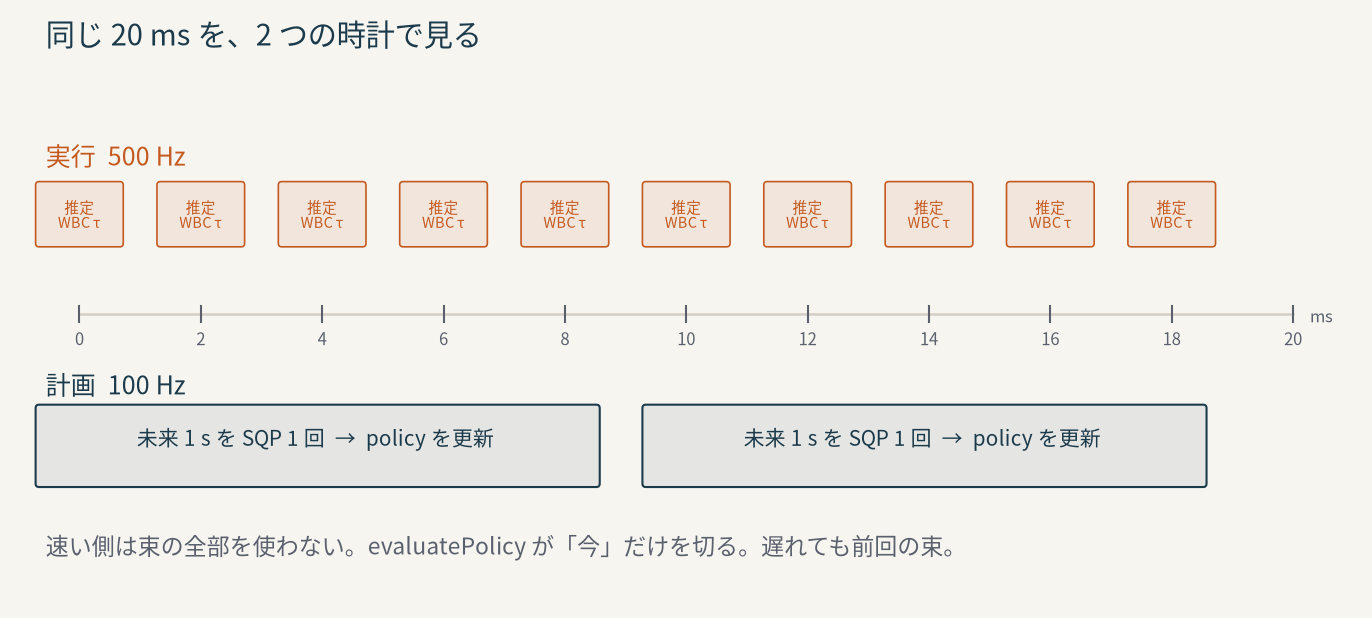 同じ 20 ms を、2 つの時計で見る
実行 500 Hz
推定 推定 推定 推定 推定 推定 推定 推定 推定 推定
WBC τ WBC τ WBC τ WBC τ WBC τ WBC τ WBC τ WBC τ WBC τ WBC τ
0 2 4 6 8 10 12 14 16 18 20 ms
計画 100 Hz
未来 1 s を SQP 1 回 → policy を更新 未来 1 s を SQP 1 回 → policy を更新
速い側は束の全部を使わない。evaluatePolicy が「今」だけを切る。遅れても前回の束。